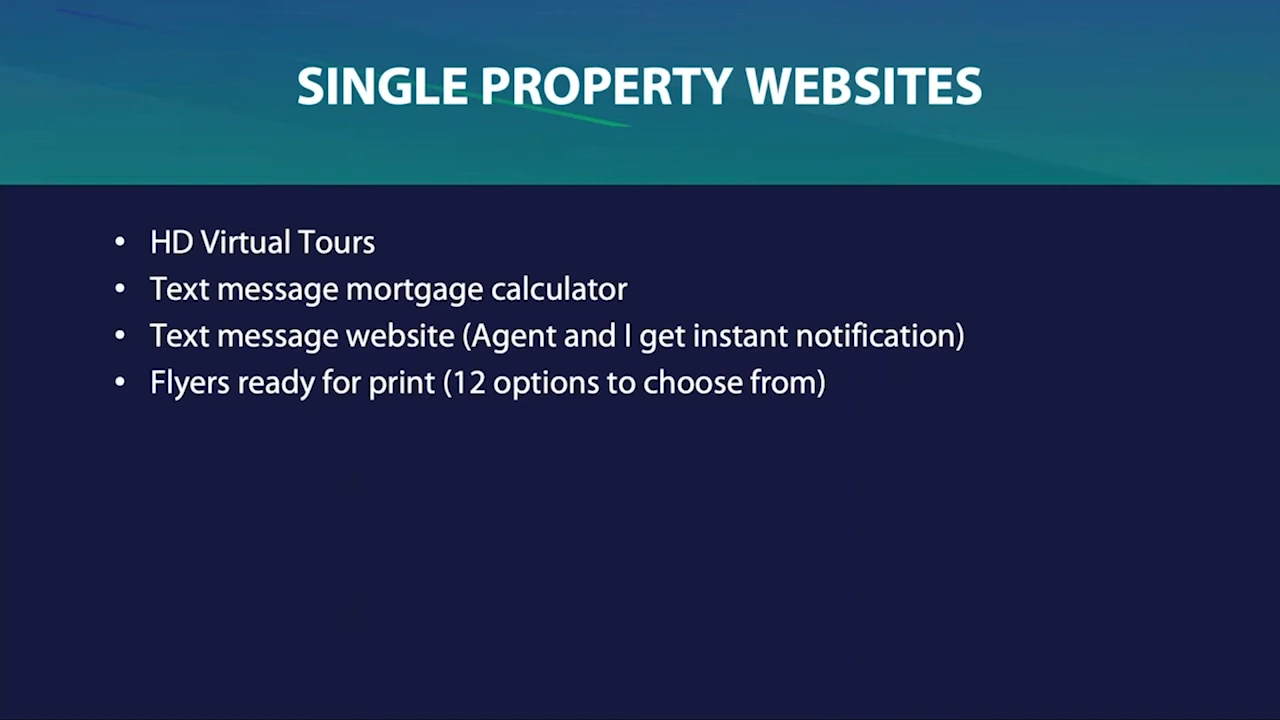 SINGLE PROPERTY WEBSITES
• HD Virtual Tours
• Text message mortgage calculator
• Text message website (Agent and I get instant notification)
• Flyers ready for print (12 options to choose from)